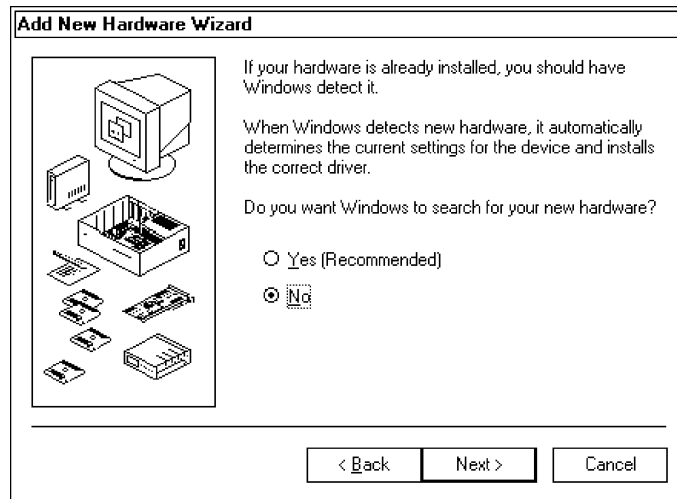 Add New Hardware Wizard
If your hardware is already installed, you should have
Windows detect it.
When Windows detects new hardware, it automatically
determines the current settings for the device and installs
the correct driver.
Do you want Windows to search for your new hardware?
Yes (Recommended)
No
< Back
Next >
Cancel